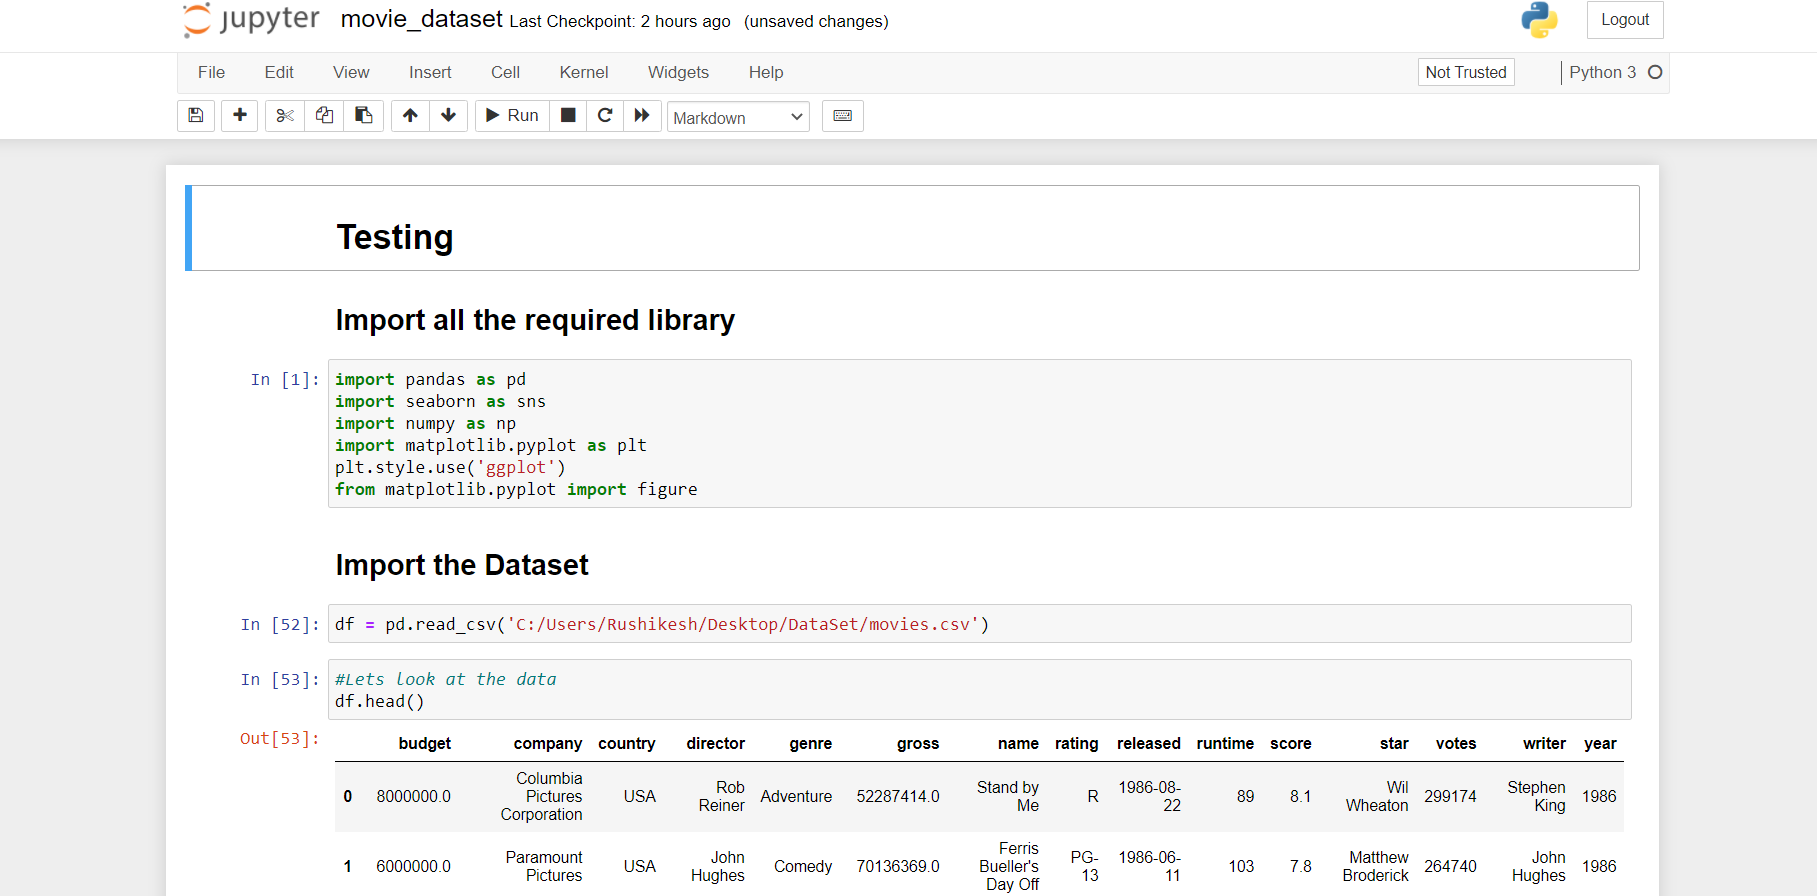 jupyter movie_dataset Last Checkpoint: 2 hours ago (unsaved changes) Logout
File Edit View Insert Cell Kernel Widgets Help Not Trusted Python 3
Run Markdown
Testing
Import all the required library
In [1]: import pandas as pd
import seaborn as sns
import numpy as np
import matplotlib.pyplot as plt
plt.style.use('ggplot')
from matplotlib.pyplot import figure
Import the Dataset
In [52]: df = pd.read_csv('C:/Users/Rushikesh/Desktop/DataSet/movies.csv')
In [53]: #Lets look at the data
df.head()
Out[53]:
budget company country director genre gross name rating released runtime score star votes writer year
0 8000000.0 Columbia Pictures Corporation USA Rob Reiner Adventure 52287414.0 Stand by Me R 1986-08-22 89 8.1 Wil Wheaton 299174 Stephen King 1986
1 6000000.0 Paramount Pictures USA John Hughes Comedy 70136369.0 Ferris Bueller's Day Off PG-13 1986-06-11 103 7.8 Matthew Broderick 264740 John Hughes 1986